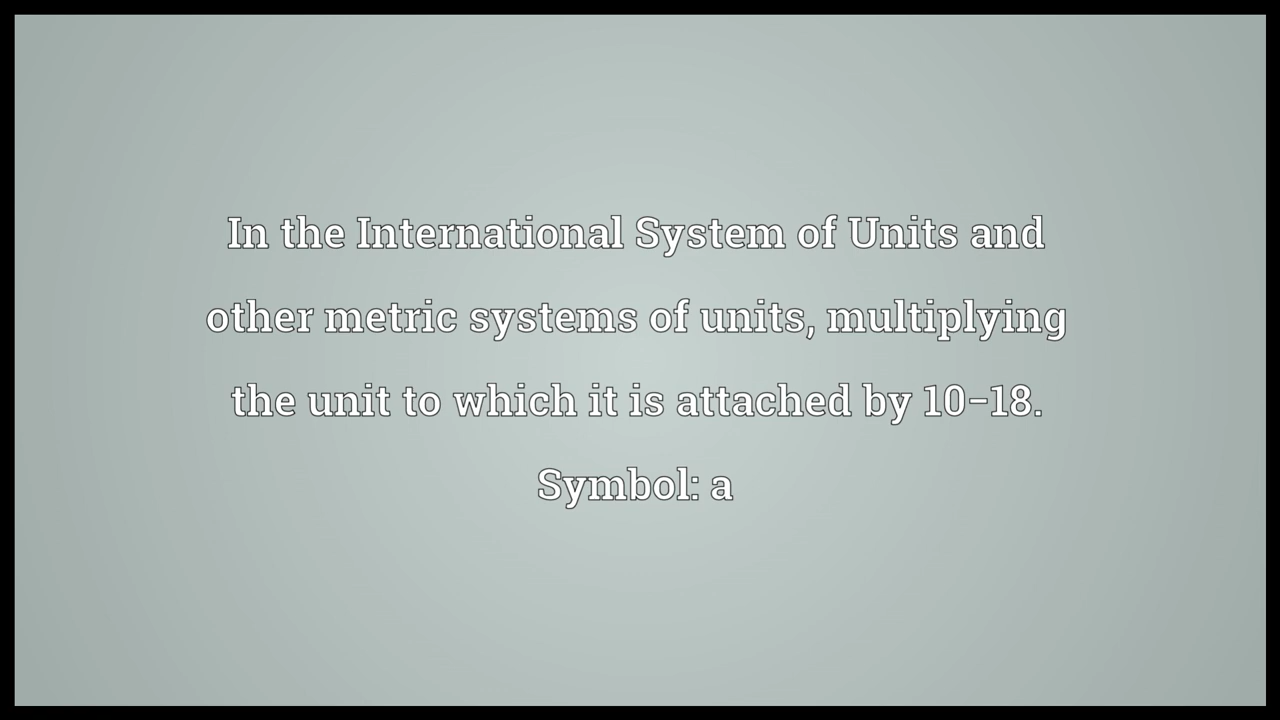 In the International System of Units and
other metric systems of units, multiplying
the unit to which it is attached by 10−18.
Symbol: a